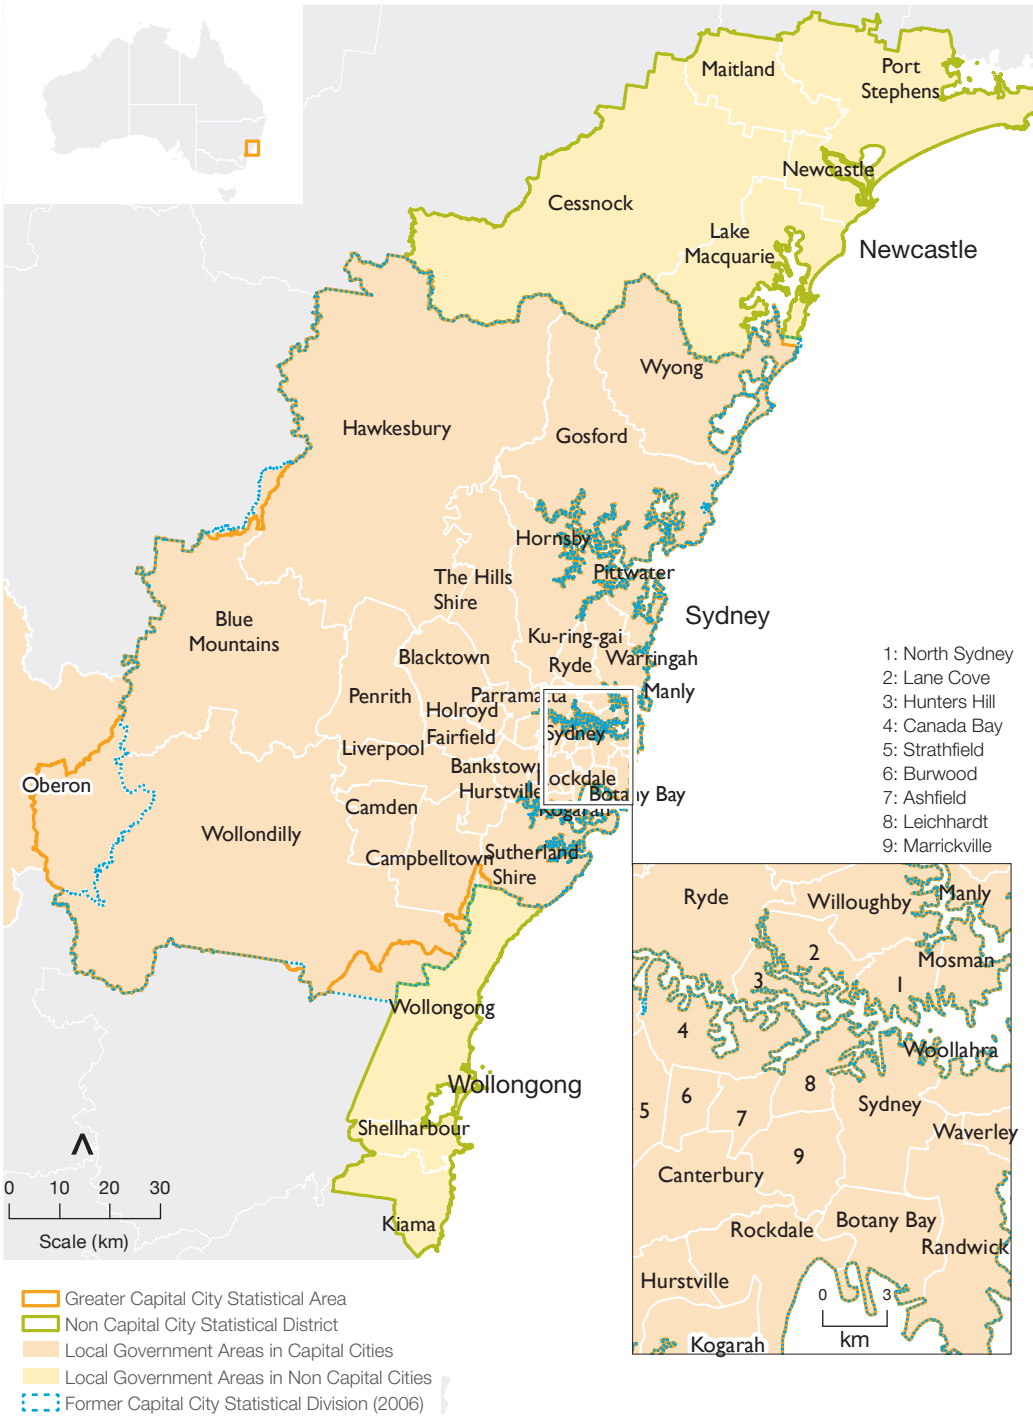 Maitland
Port
Stephens
Newcastle
Cessnock
Lake
Macquarie
Newcastle
Wyong
Hawkesbury
Gosford
Hornsby
Pittwater
The Hills
Shire
Blue
Mountains
Sydney
Ku-ring-gai
Ryde
Warringah
Blacktown
Penrith
Parramatta
Manly
Holroyd
Fairfield
Sydney
Liverpool
Bankstown
Rockdale
Hurstville
Botany Bay
Oberon
Camden
Kogarah
Wollondilly
Campbelltown
Sutherland
Shire
Wollongong
Wollongong
Shellharbour
Kiama
1: North Sydney
2: Lane Cove
3: Hunters Hill
4: Canada Bay
5: Strathfield
6: Burwood
7: Ashfield
8: Leichhardt
9: Marrickville
Ryde
Willoughby
Manly
2
Mosman
3
1
4
Woollahra
8
6
5
7
Sydney
Waverley
9
Canterbury
Rockdale
Botany Bay
Randwick
Hurstville
0 3
km
Kogarah
0 10 20 30
Scale (km)
Greater Capital City Statistical Area
Non Capital City Statistical District
Local Government Areas in Capital Cities
Local Government Areas in Non Capital Cities
Former Capital City Statistical Division (2006)